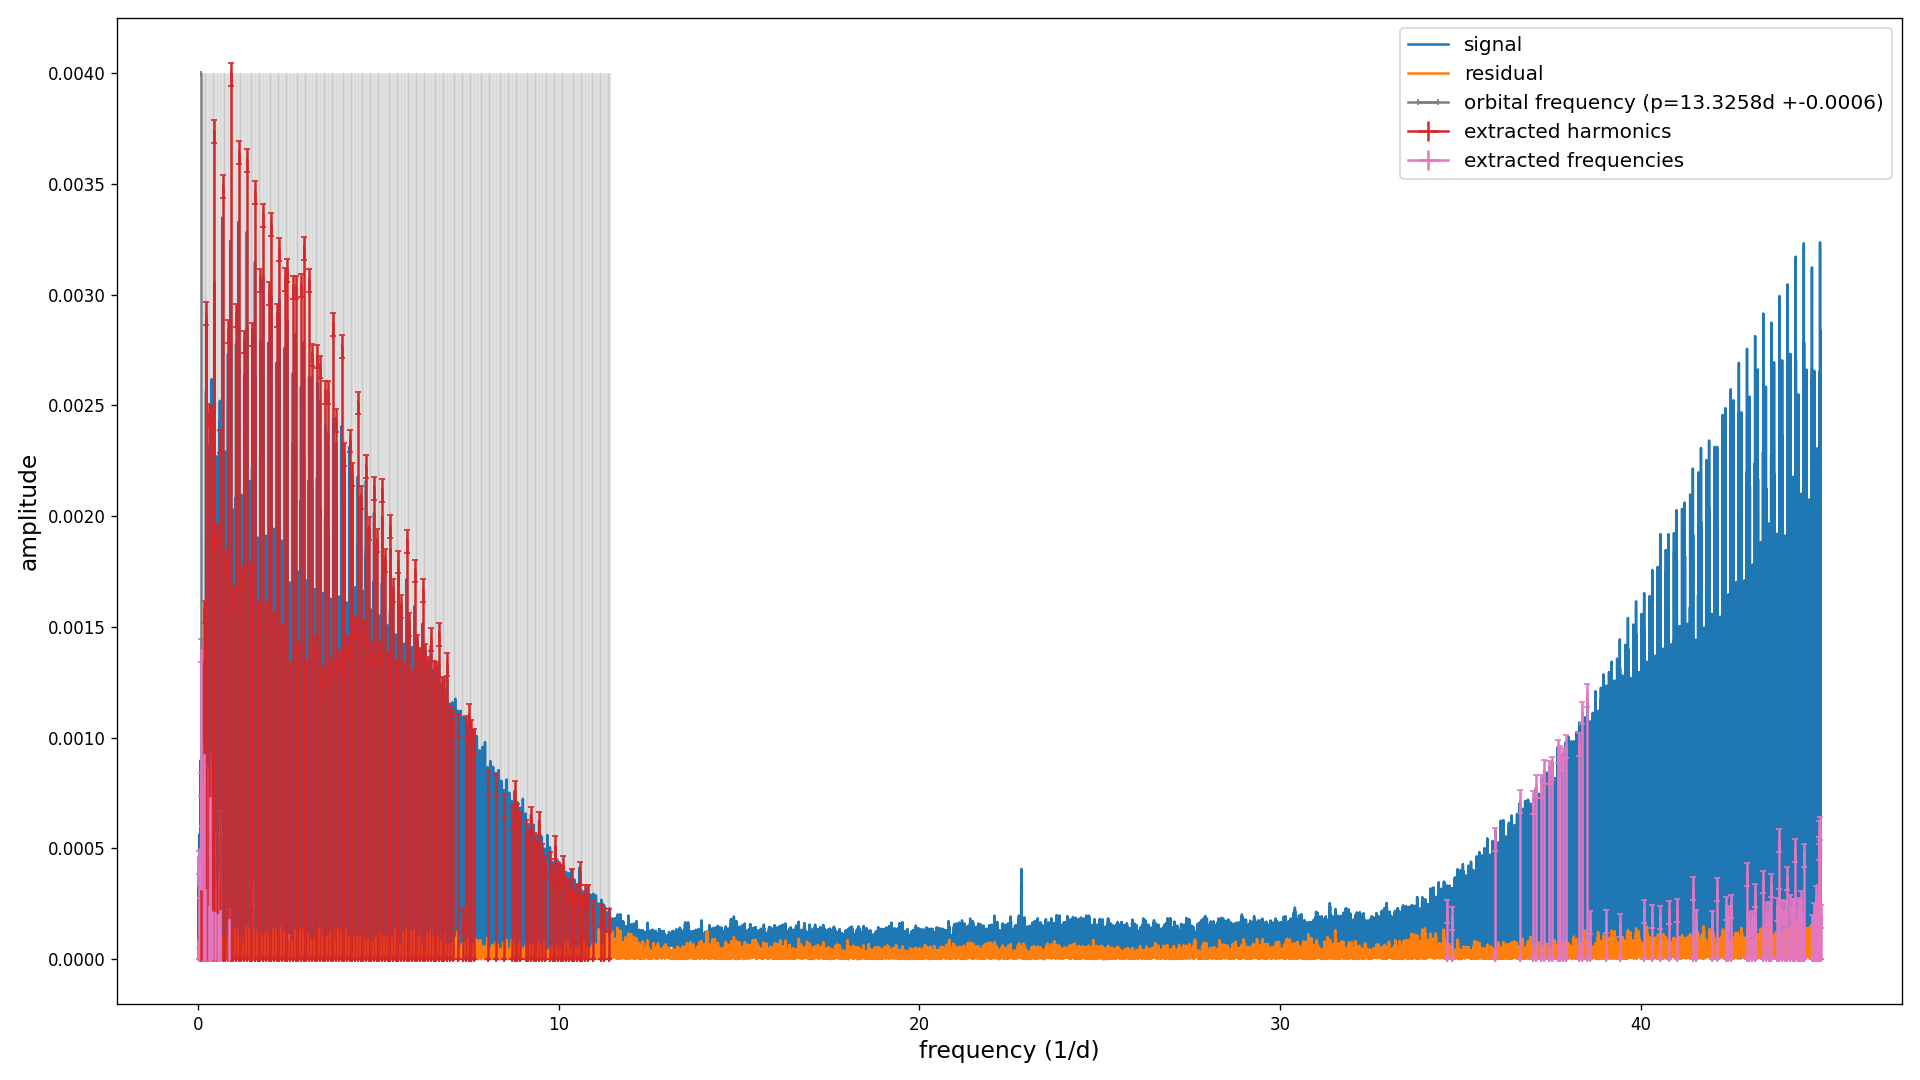 signal
residual
orbital frequency (p=13.3258d +-0.0006)
extracted harmonics
extracted frequencies
0.0040
0.0035
0.0030
0.0025
0.0020
0.0015
0.0010
0.0005
0.0000
amplitude
0 10 20 30 40
frequency (1/d)